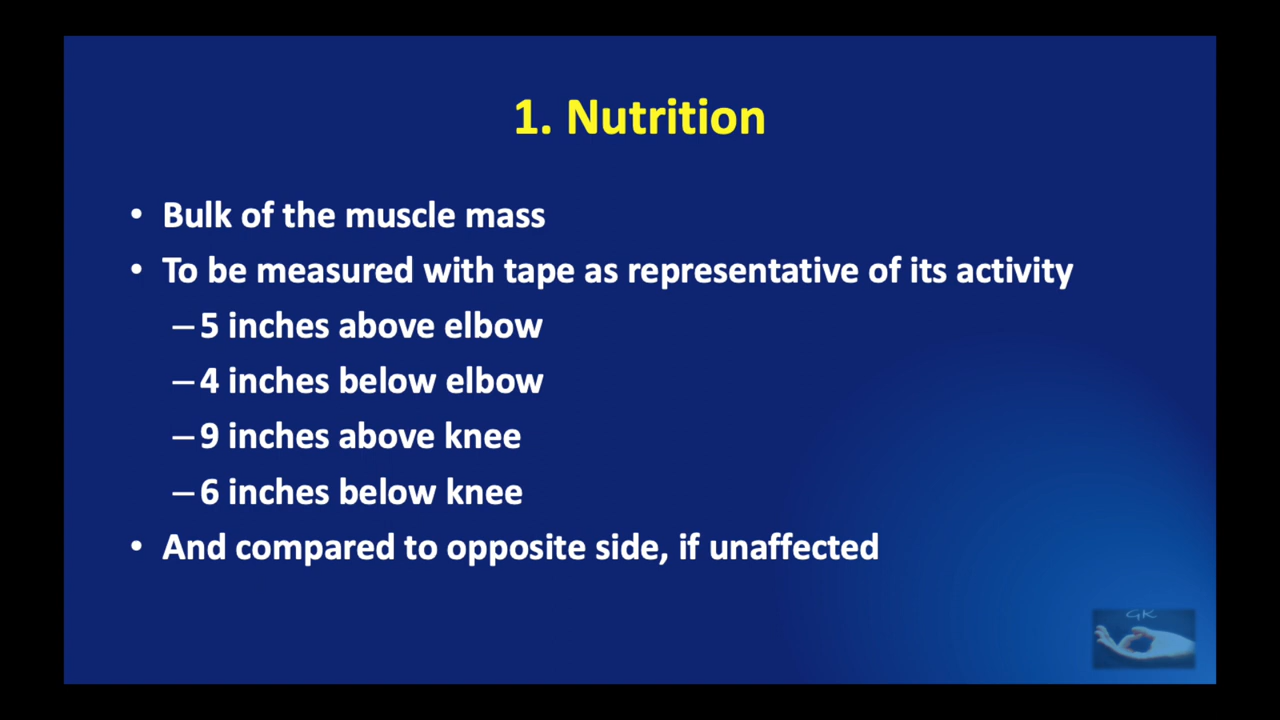 1. Nutrition
• Bulk of the muscle mass
• To be measured with tape as representative of its activity
–5 inches above elbow
–4 inches below elbow
–9 inches above knee
–6 inches below knee
• And compared to opposite side, if unaffected
GK